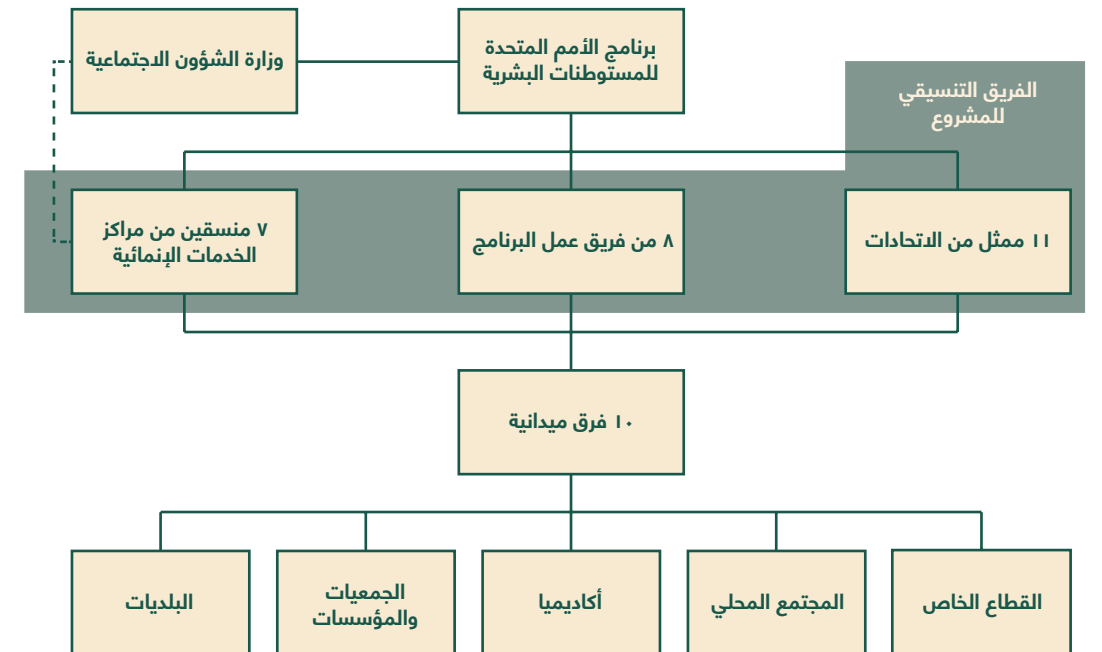 برنامج الأمم المتحدة
للمستوطنات البشرية
وزارة الشؤون الاجتماعية
الفريق التنسيقي
للمشروع
١١ ممثل من الاتحادات
٨ من فريق عمل البرنامج
٧ منسقين من مراكز
الخدمات الإنمائية
١٠ فرق ميدانية
القطاع الخاص
المجتمع المحلي
أكاديميا
الجمعيات
والمؤسسات
البلديات